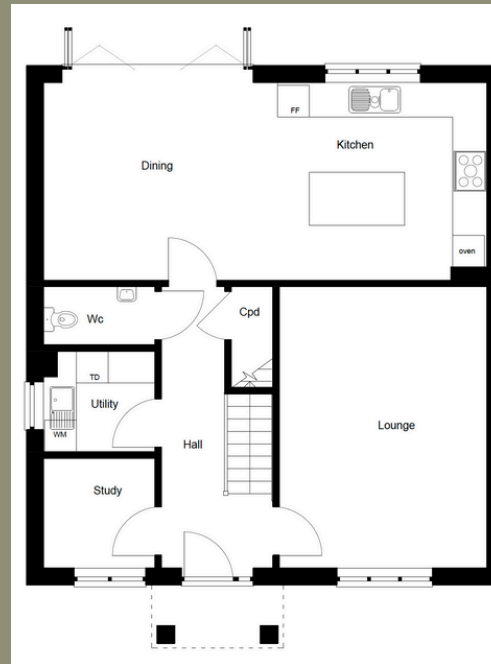 FF
Kitchen
Dining
oven
Wc
Cpd
TD
Utility
WM
Lounge
Hall
Study